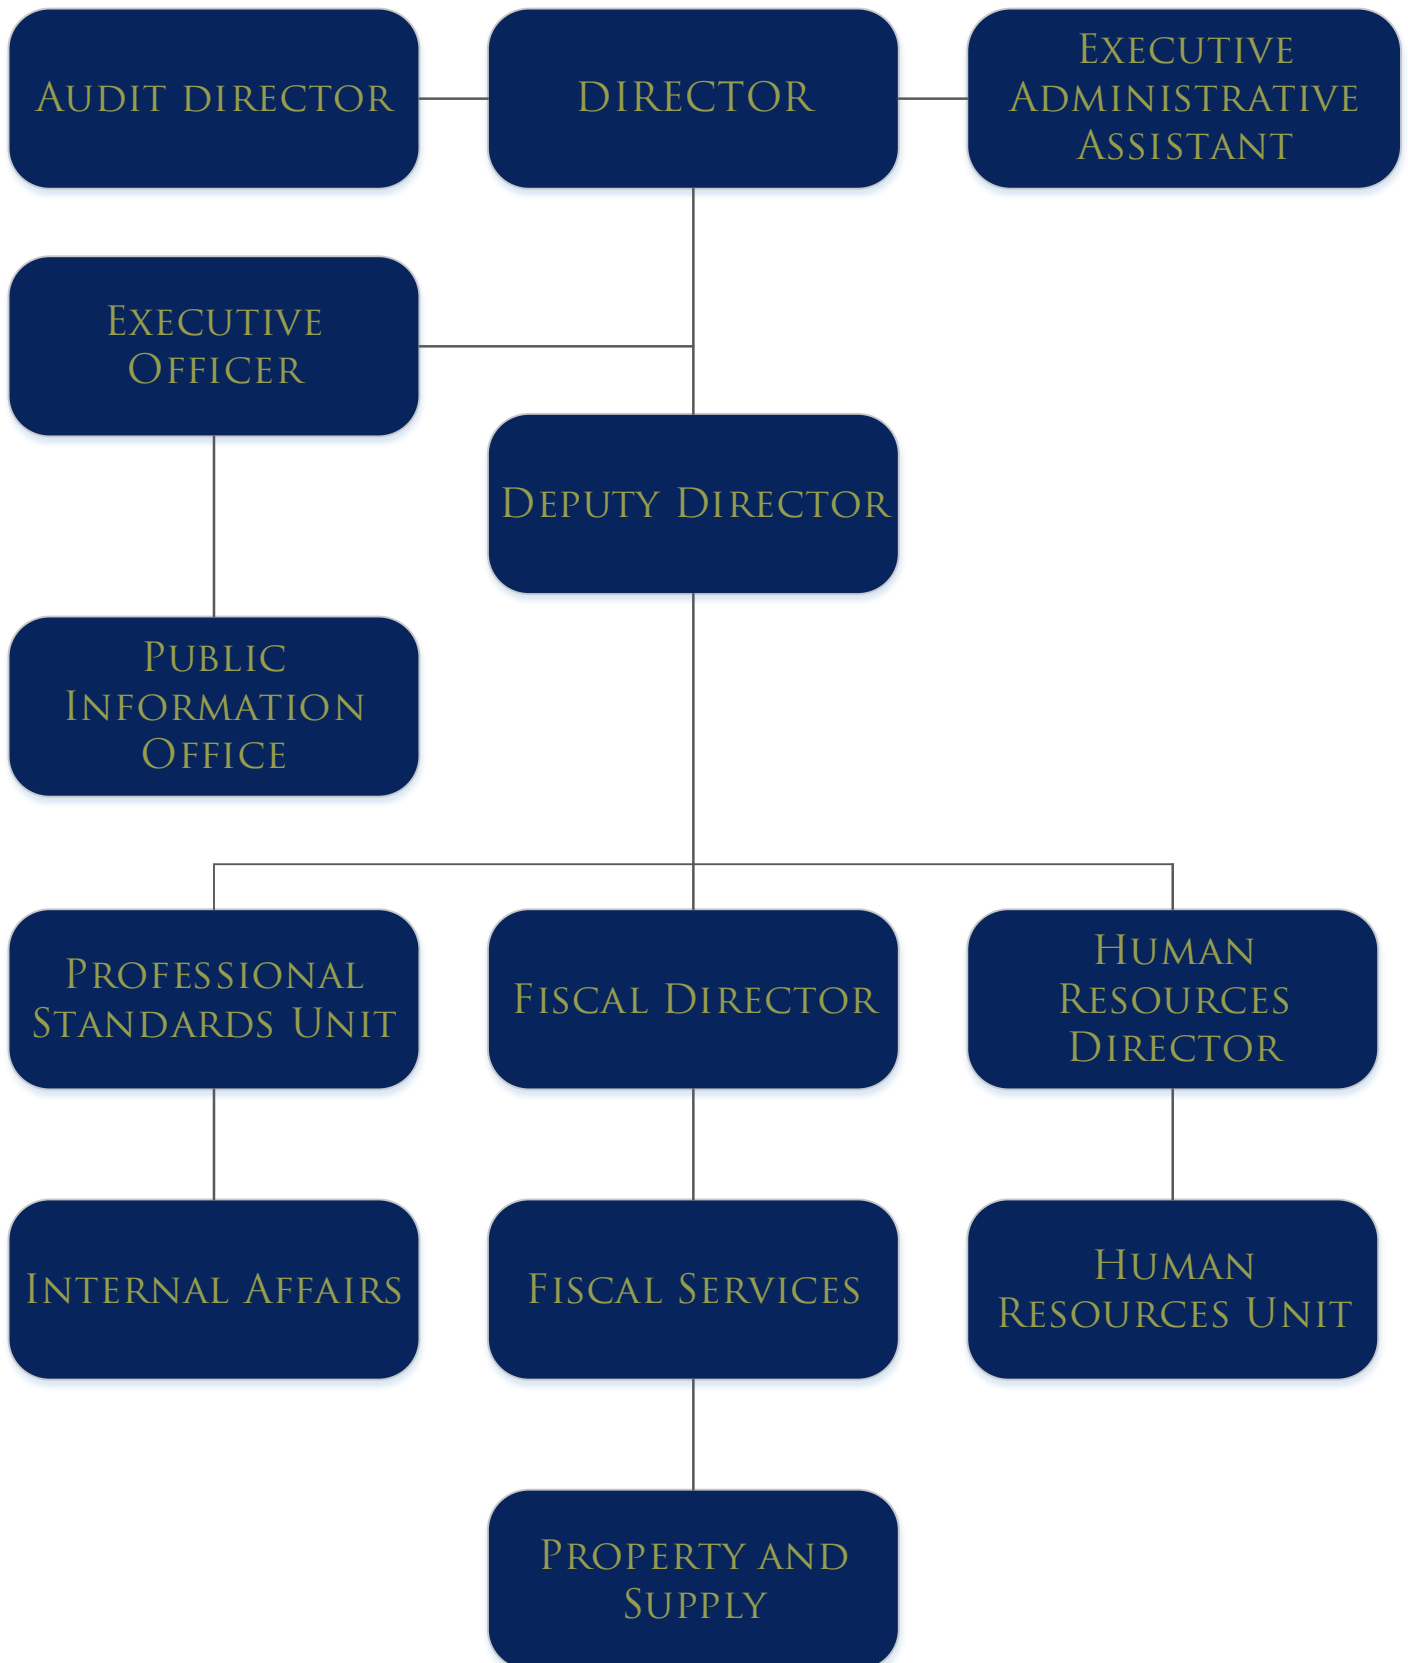 AUDIT DIRECTOR
DIRECTOR
EXECUTIVE
ADMINISTRATIVE
ASSISTANT
EXECUTIVE
OFFICER
DEPUTY DIRECTOR
PUBLIC
INFORMATION
OFFICE
PROFESSIONAL
STANDARDS UNIT
FISCAL DIRECTOR
HUMAN
RESOURCES
DIRECTOR
INTERNAL AFFAIRS
FISCAL SERVICES
HUMAN
RESOURCES UNIT
PROPERTY AND
SUPPLY